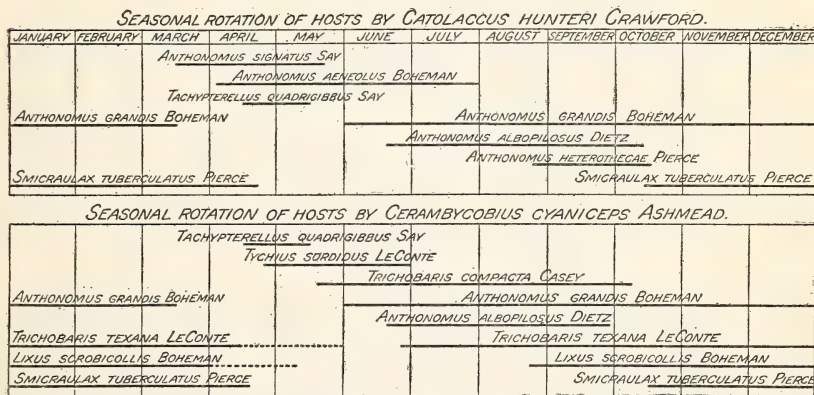 SEASONAL ROTATION OF HOSTS BY CATOLACCUS HUNTERI CRAWFORD.
JANUARY FEBRUARY MARCH APRIL MAY JUNE JULY AUGUST SEPTEMBER OCTOBER NOVEMBER DECEMBER
ANTHONOMUS SIGNATUS SAY
ANTHONOMUS AENEOLUS BOHEMAN
TACHYPTERELLUS QUADRIGIBBUS SAY
ANTHONOMUS GRANDIS BOHEMAN ANTHONOMUS GRANDIS BOHEMAN
ANTHONOMUS ALBOPILOSUS DIETZ
ANTHONOMUS HETEROTHECAE PIERCE
SMICRAULAX TUBERCULATUS PIERCE SMICRAULAX TUBERCULATUS PIERCE
SEASONAL ROTATION OF HOSTS BY CERAMBYCOBIUS CYANICEPS ASHMEAD.
TACHYPTERELLUS QUADRIGIBBUS SAY
TYCHIUS SORDIDUS LECONTE
TRICHOBARIS COMPACTA CASEY
ANTHONOMUS GRANDIS BOHEMAN ANTHONOMUS GRANDIS BOHEMAN
ANTHONOMUS ALBOPILOSUS DIETZ
TRICHOBARIS TEXANA LECONTE TRICHOBARIS TEXANA LECONTE
LIXUS SCROBICOLLIS BOHEMAN LIXUS SCROBICOLLIS BOHEMAN
SMICRAULAX TUBERCULATUS PIERCE SMICRAULAX TUBERCULATUS PIERCE